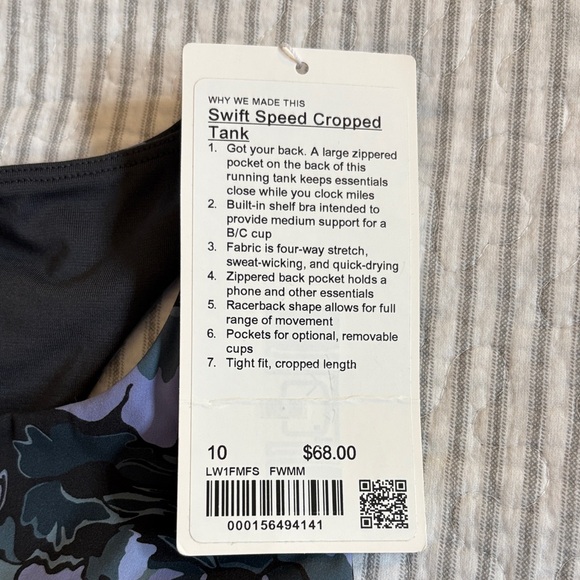 WHY WE MADE THIS
Swift Speed Cropped
Tank
1. Got your back. A large zippered
pocket on the back of this
running tank keeps essentials
close while you clock miles
2. Built-in shelf bra intended to
provide medium support for a
B/C cup
3. Fabric is four-way stretch,
sweat-wicking, and quick-drying
4. Zippered back pocket holds a
phone and other essentials
5. Racerback shape allows for full
range of movement
6. Pockets for optional, removable
cups
7. Tight fit, cropped length
10 $68.00
LW1FMFS FWMM
000156494141